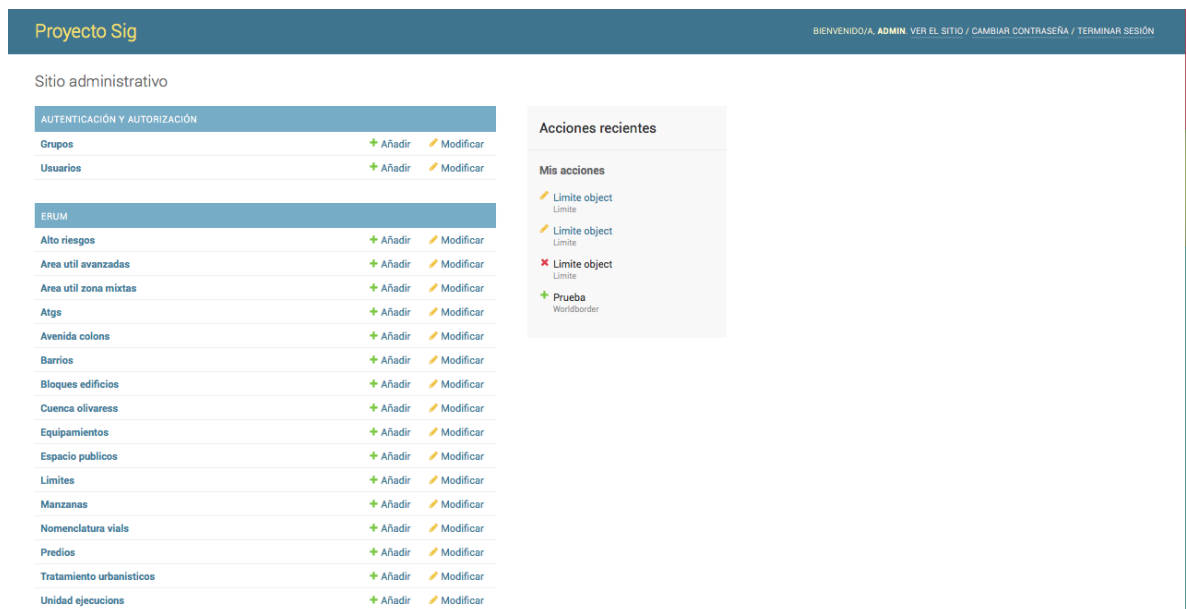 Proyecto Sig
BIENVENIDO/A, ADMIN. VER EL SITIO / CAMBIAR CONTRASEÑA / TERMINAR SESIÓN
Sitio administrativo
AUTENTICACIÓN Y AUTORIZACIÓN
Grupos Añadir Modificar
Usuarios Añadir Modificar
ERUM
Alto riesgos Añadir Modificar
Area util avanzadas Añadir Modificar
Area util zona mixtas Añadir Modificar
Atgs Añadir Modificar
Avenida colons Añadir Modificar
Barrios Añadir Modificar
Bloques edificios Añadir Modificar
Cuenca olivaress Añadir Modificar
Equipamientos Añadir Modificar
Espacio publicos Añadir Modificar
Limites Añadir Modificar
Manzanas Añadir Modificar
Nomenclatura vials Añadir Modificar
Predios Añadir Modificar
Tratamiento urbanisticos Añadir Modificar
Unidad ejecucions Añadir Modificar
Acciones recientes
Mis acciones
Limite object
Limite
Limite object
Limite
Limite object
Limite
Prueba
Worldborder